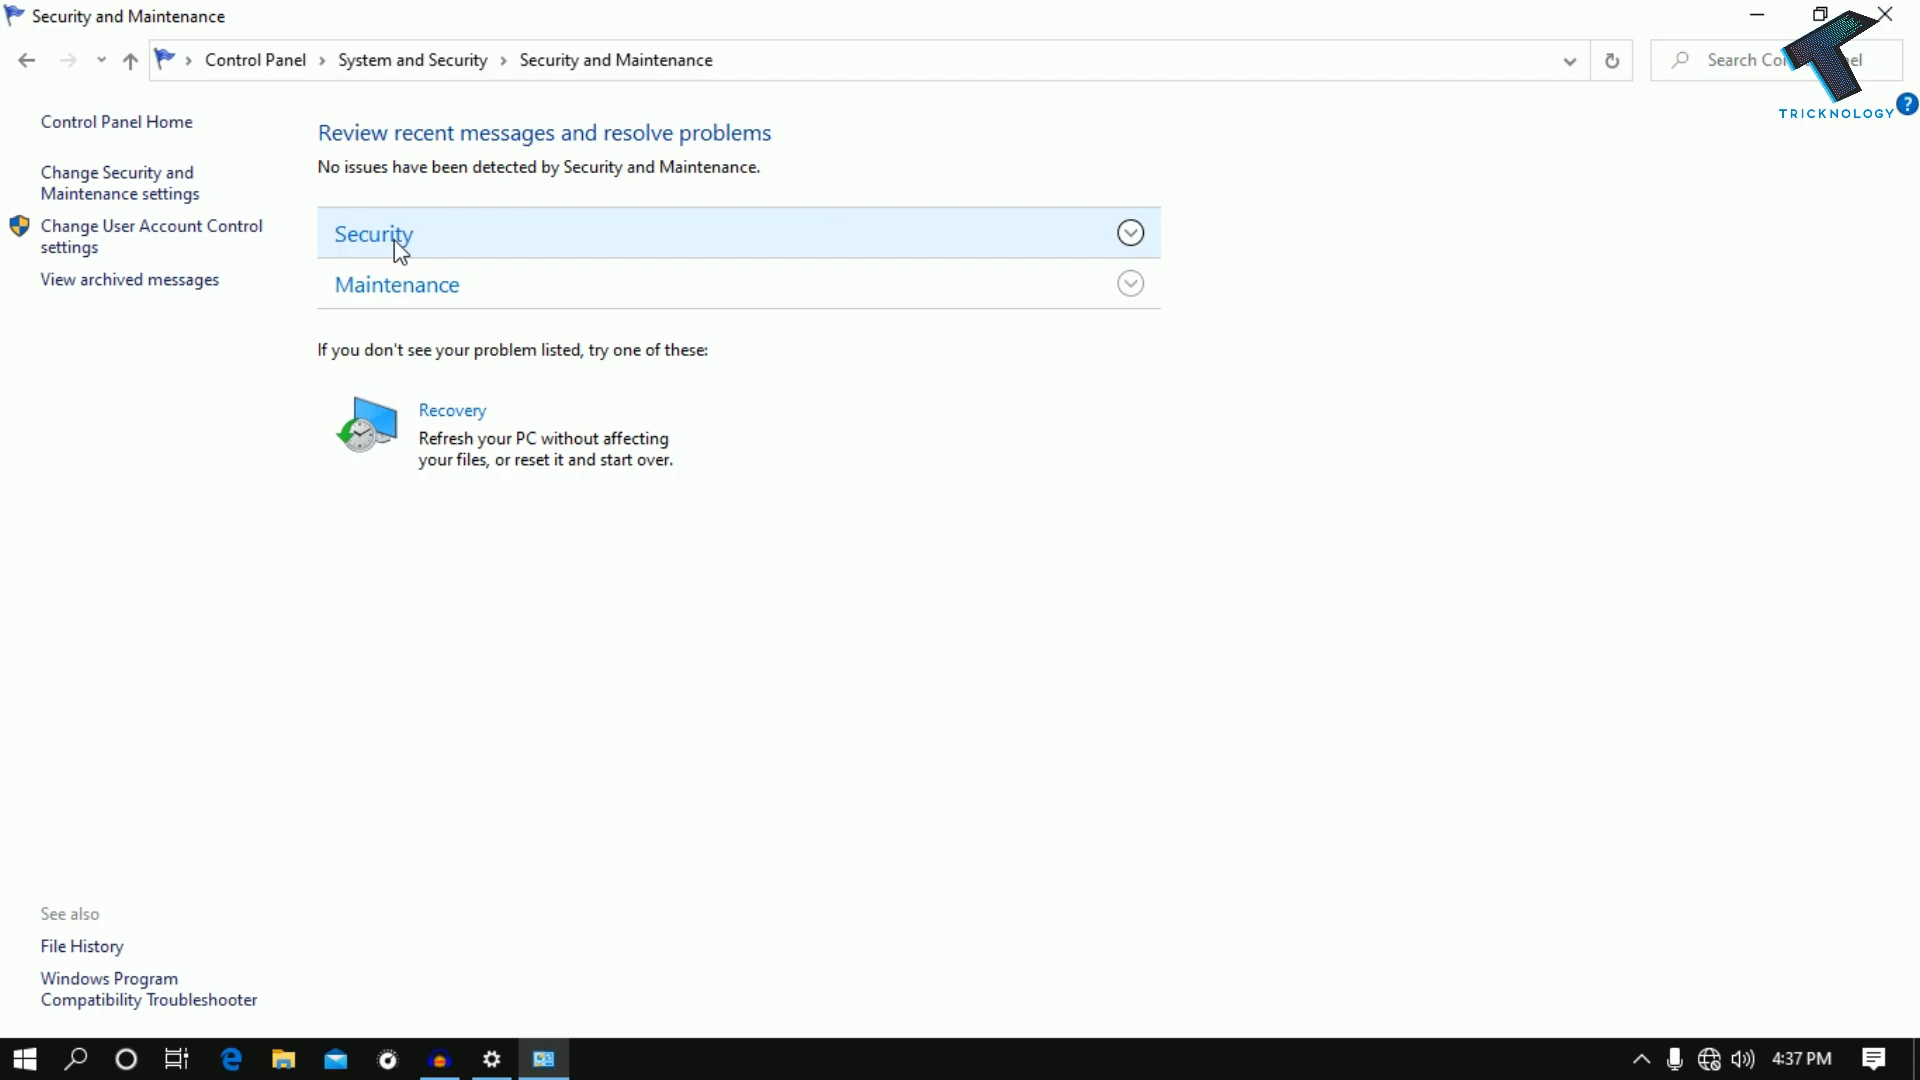 Security and Maintenance
Control Panel › System and Security › Security and Maintenance
Search Co el
TRICKNOLOGY
?
Control Panel Home
Change Security and
Maintenance settings
Change User Account Control
settings
View archived messages
Review recent messages and resolve problems
No issues have been detected by Security and Maintenance.
Security
Maintenance
If you don't see your problem listed, try one of these:
Recovery
Refresh your PC without affecting
your files, or reset it and start over.
See also
File History
Windows Program
Compatibility Troubleshooter
4:37 PM